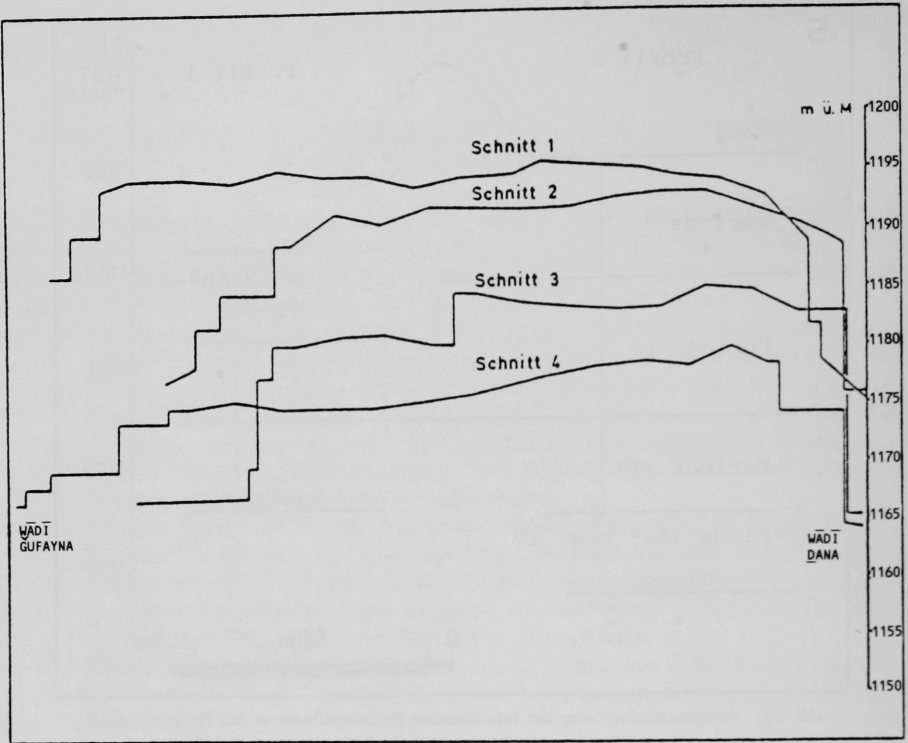 m ü. M
1200
1195
1190
1185
1180
1175
1170
1165
1160
1155
1150
Schnitt 1
Schnitt 2
Schnitt 3
Schnitt 4
WĀDĪ
ĞUFAYNA
WĀDĪ
ḎANA